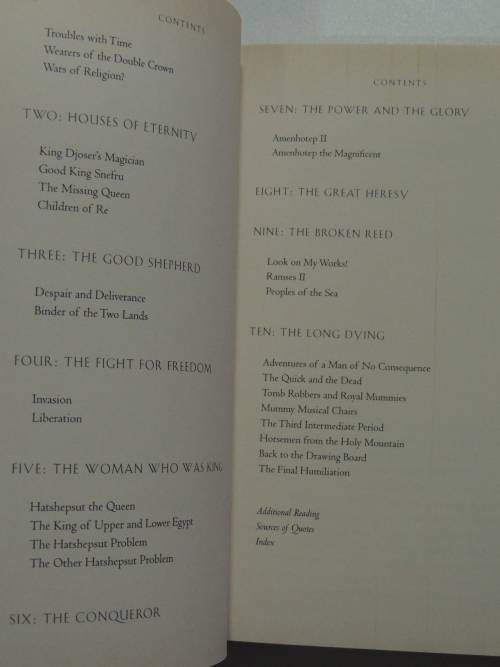 CONTENTS
Troubles with Time
Wearers of the Double Crown
Wars of Religion?
TWO: HOUSES OF ETERNITY
King Djoser's Magician
Good King Snefru
The Missing Queen
Children of Re
THREE: THE GOOD SHEPHERD
Despair and Deliverance
Binder of the Two Lands
FOUR: THE FIGHT FOR FREEDOM
Invasion
Liberation
FIVE: THE WOMAN WHO WAS KING
Hatshepsut the Queen
The King of Upper and Lower Egypt
The Hatshepsut Problem
The Other Hatshepsut Problem
SIX: THE CONQUEROR
CONTENTS
SEVEN: THE POWER AND THE GLORY
Amenhotep II
Amenhotep the Magnificent
EIGHT: THE GREAT HERESY
NINE: THE BROKEN REED
Look on My Works!
Ramses II
Peoples of the Sea
TEN: THE LONG DYING
Adventures of a Man of No Consequence
The Quick and the Dead
Tomb Robbers and Royal Mummies
Mummy Musical Chairs
The Third Intermediate Period
Horsemen from the Holy Mountain
Back to the Drawing Board
The Final Humiliation
Additional Reading
Sources of Quotes
Index